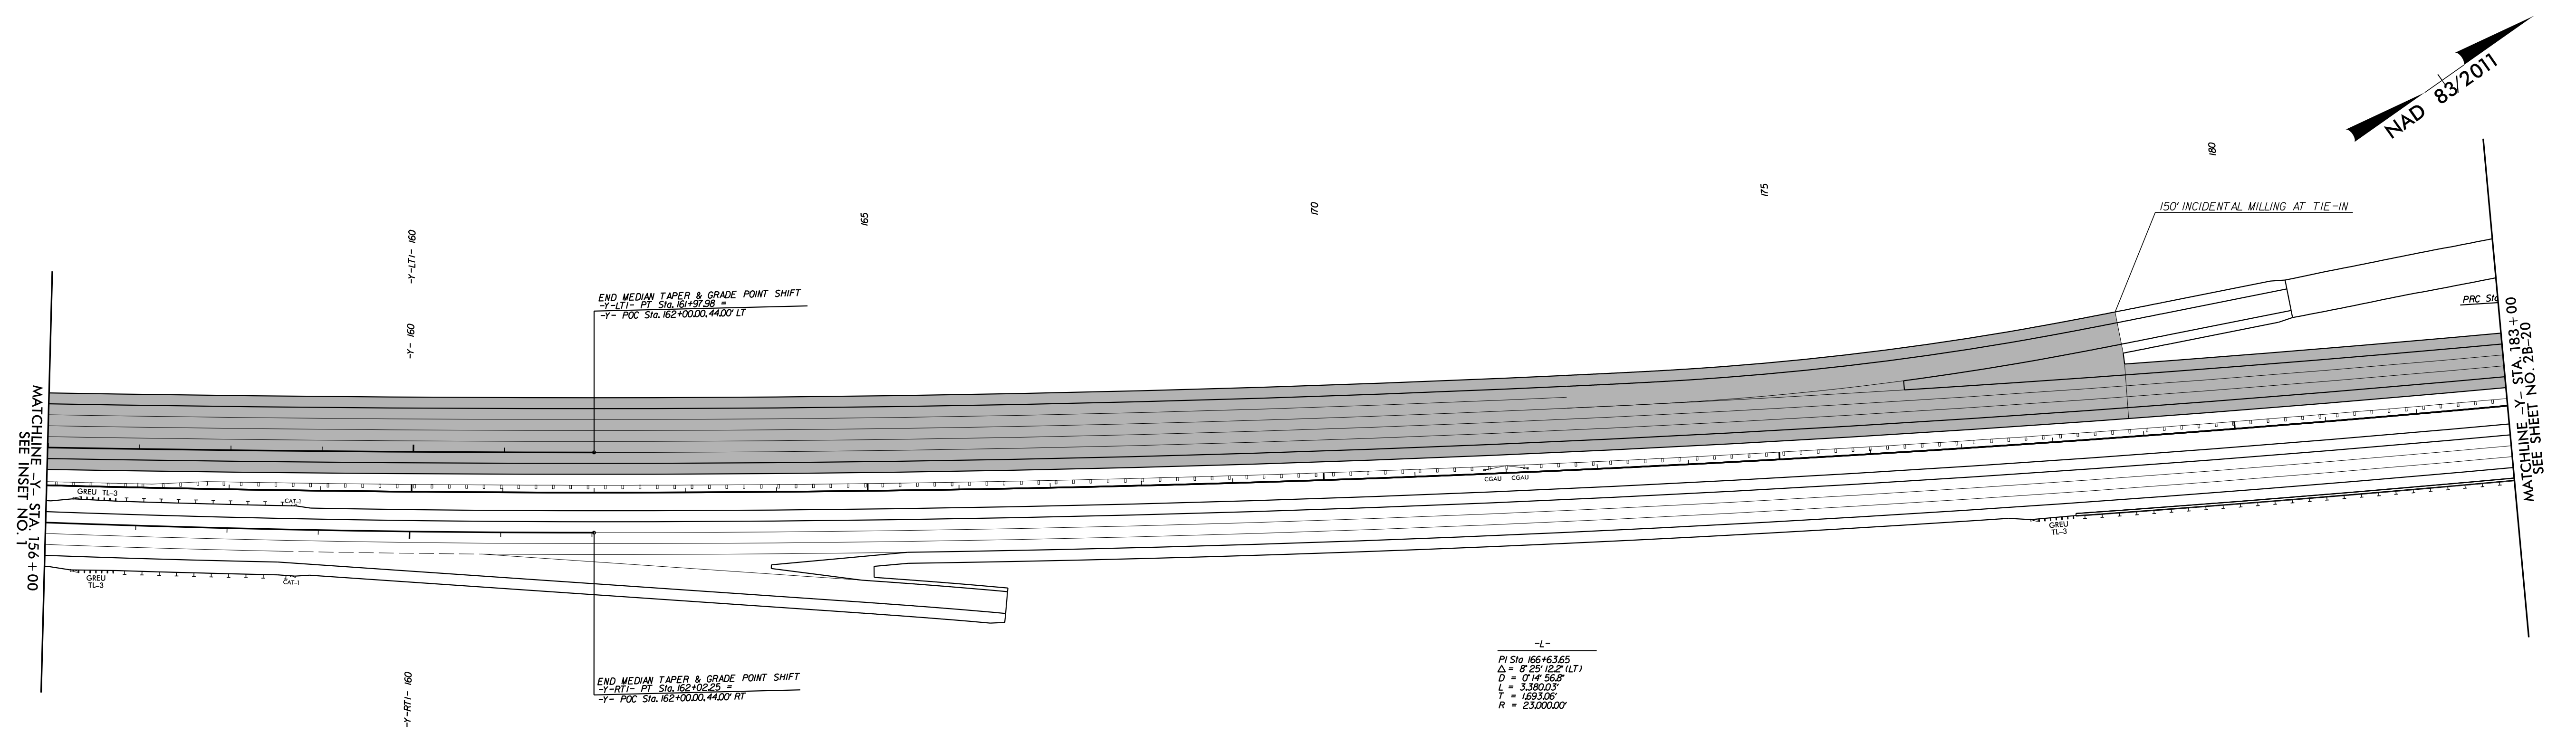 NAD 83/2011
180
175
170
165
150' INCIDENTAL MILLING AT TIE-IN
-Y-LT1- 160
-Y- 160
END MEDIAN TAPER & GRADE POINT SHIFT
-Y-LT1- PT Sta. 161+97.98 =
-Y- POC Sta. 162+00.00, 44.00' LT
PRC Sta
MATCHLINE -Y- STA. 156+00
SEE INSET NO. 1
MATCHLINE -Y- STA. 183+00
SEE SHEET NO. 2B-20
GREU TL-3
CAT-1
CGAU CGAU
GREU
TL-3
CAT-1
GREU
TL-3
-Y-RT1- 160
END MEDIAN TAPER & GRADE POINT SHIFT
-Y-RT1- PT Sta. 162+02.25 =
-Y- POC Sta. 162+00.00, 44.00' RT
-L-
PI Sta 166+63.65
Δ = 8° 25' 12.2" (LT)
D = 0° 14' 56.8"
L = 3,380.03'
T = 1,693.06'
R = 23,000.00'